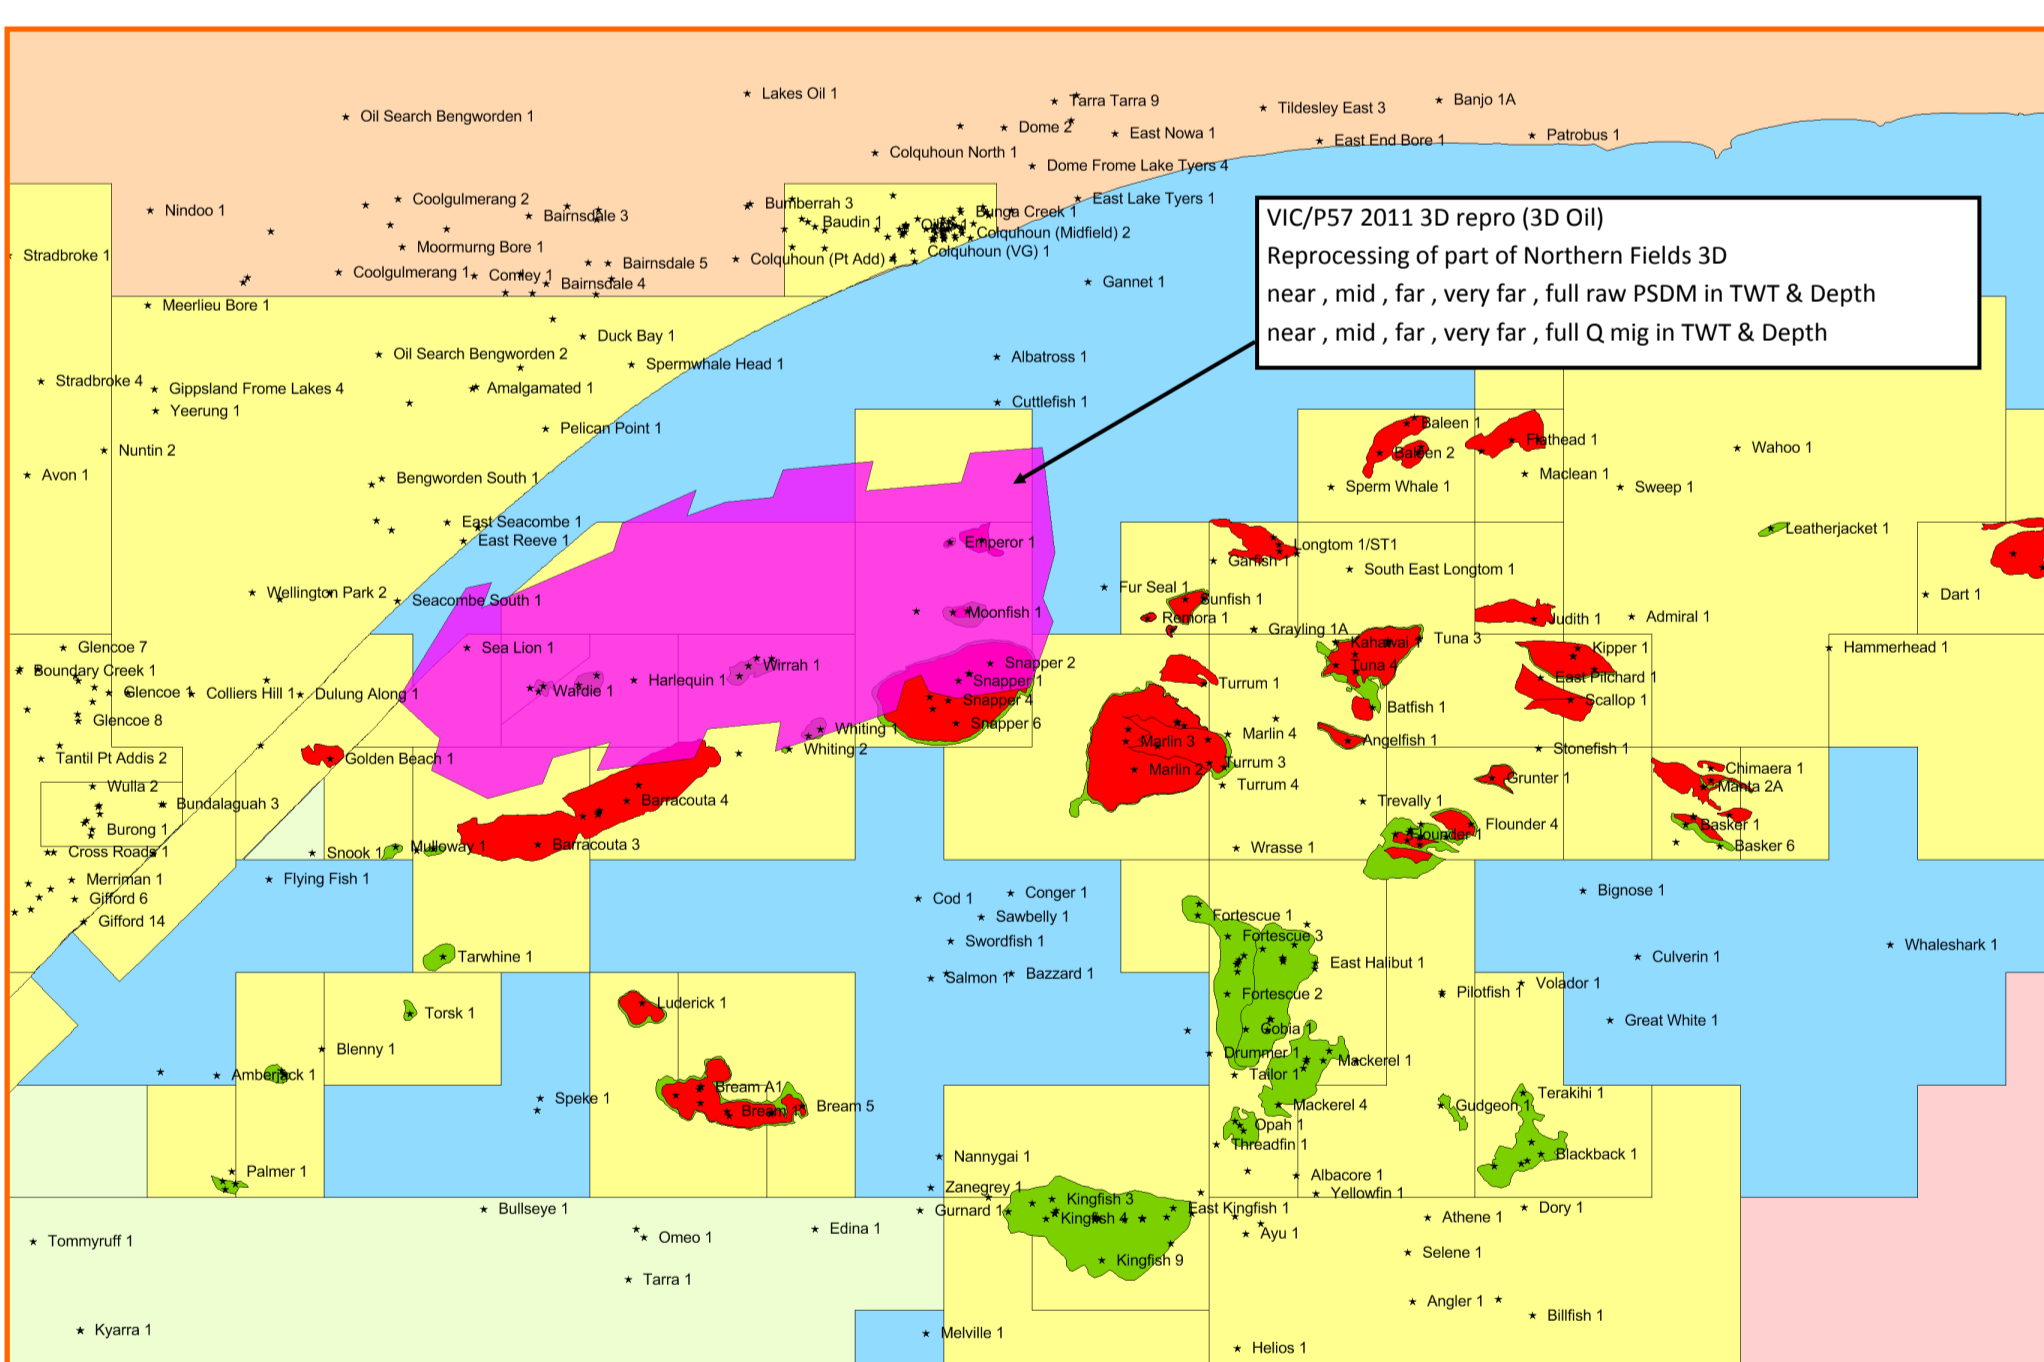 Lakes Oil 1
Tarra Tarra 9
Banjo 1A
Tildesley East 3
Oil Search Bengworden 1
Dome 2
East Nowa 1
Patrobus 1
East End Bore 1
Colquhoun North 1
Dome Frome Lake Tyers 4
Coolgulmerang 2
East Lake Tyers 1
Bumberrah 3
Nindoo 1
Bairnsdale 3
Bunga Creek 1
VIC/P57 2011 3D repro (3D Oil)
Reprocessing of part of Northern Fields 3D
near , mid , far , very far , full raw PSDM in TWT & Depth
near , mid , far , very far , full Q mig in TWT & Depth
Baudin 1
Colquhoun (Midfield) 2
Moormurng Bore 1
Colquhoun (VG) 1
Stradbroke 1
Colquhoun (Pt Add) 4
Bairnsdale 5
Coolgulmerang 1
Comley 1
Bairnsdale 4
Gannet 1
Meerlieu Bore 1
Duck Bay 1
Oil Search Bengworden 2
Albatross 1
Spermwhale Head 1
Stradbroke 4
Gippsland Frome Lakes 4
Amalgamated 1
Cuttlefish 1
Yeerung 1
Baleen 1
Pelican Point 1
Flathead 1
Wahoo 1
Nuntin 2
Baleen 2
Avon 1
Bengworden South 1
Maclean 1
Sperm Whale 1
Sweep 1
East Seacombe 1
Leatherjacket 1
East Reeve 1
Emperor 1
Longtom 1/ST1
Garfish 1
South East Longtom 1
Fur Seal 1
Wellington Park 2
Dart 1
Seacombe South 1
Sunfish 1
Moonfish 1
Remora 1
Judith 1
Admiral 1
Grayling 1A
Tuna 3
Kahawai 1
Glencoe 7
Sea Lion 1
Kipper 1
Hammerhead 1
Snapper 2
Wirrah 1
Tuna 4
Boundary Creek 1
East Pilchard 1
Harlequin 1
Snapper 1
Turrum 1
Glencoe 1
Colliers Hill 1
Dulung Along 1
Wardie 1
Snapper 4
Scallop 1
Batfish 1
Glencoe 8
Snapper 6
Whiting 1
Marlin 4
Marlin 3
Angelfish 1
Whiting 2
Stonefish 1
Tantil Pt Addis 2
Golden Beach 1
Turrum 3
Marlin 2
Chimaera 1
Grunter 1
Turrum 4
Manta 2A
Wulla 2
Barracouta 4
Trevally 1
Bundalaguah 3
Flounder 4
Basker 1
Burong 1
Flounder 1
Barracouta 3
Basker 6
Mulloway 1
Wrasse 1
Cross Roads 1
Snook 1
Merriman 1
Flying Fish 1
Bignose 1
Conger 1
Gifford 6
Cod 1
Sawbelly 1
Fortescue 1
Gifford 14
Fortescue 3
Swordfish 1
Whaleshark 1
Tarwhine 1
Culverin 1
East Halibut 1
Salmon 1
Bazzard 1
Volador 1
Pilotfish 1
Fortescue 2
Luderick 1
Torsk 1
Great White 1
Cobia 1
Blenny 1
Drummer 1
Mackerel 1
Amberjack 1
Tailor 1
Bream A1
Terakihi 1
Speke 1
Bream 5
Bream 1
Mackerel 4
Gudgeon 1
Opah 1
Threadfin 1
Nannygai 1
Blackback 1
Palmer 1
Albacore 1
Zanegrey 1
Yellowfin 1
Kingfish 3
Bullseye 1
Gurnard 1
East Kingfish 1
Dory 1
Kingfish 4
Athene 1
Edina 1
Ayu 1
Omeo 1
Tommyruff 1
Selene 1
Kingfish 9
Tarra 1
Angler 1
Billfish 1
Kyarra 1
Melville 1
Helios 1